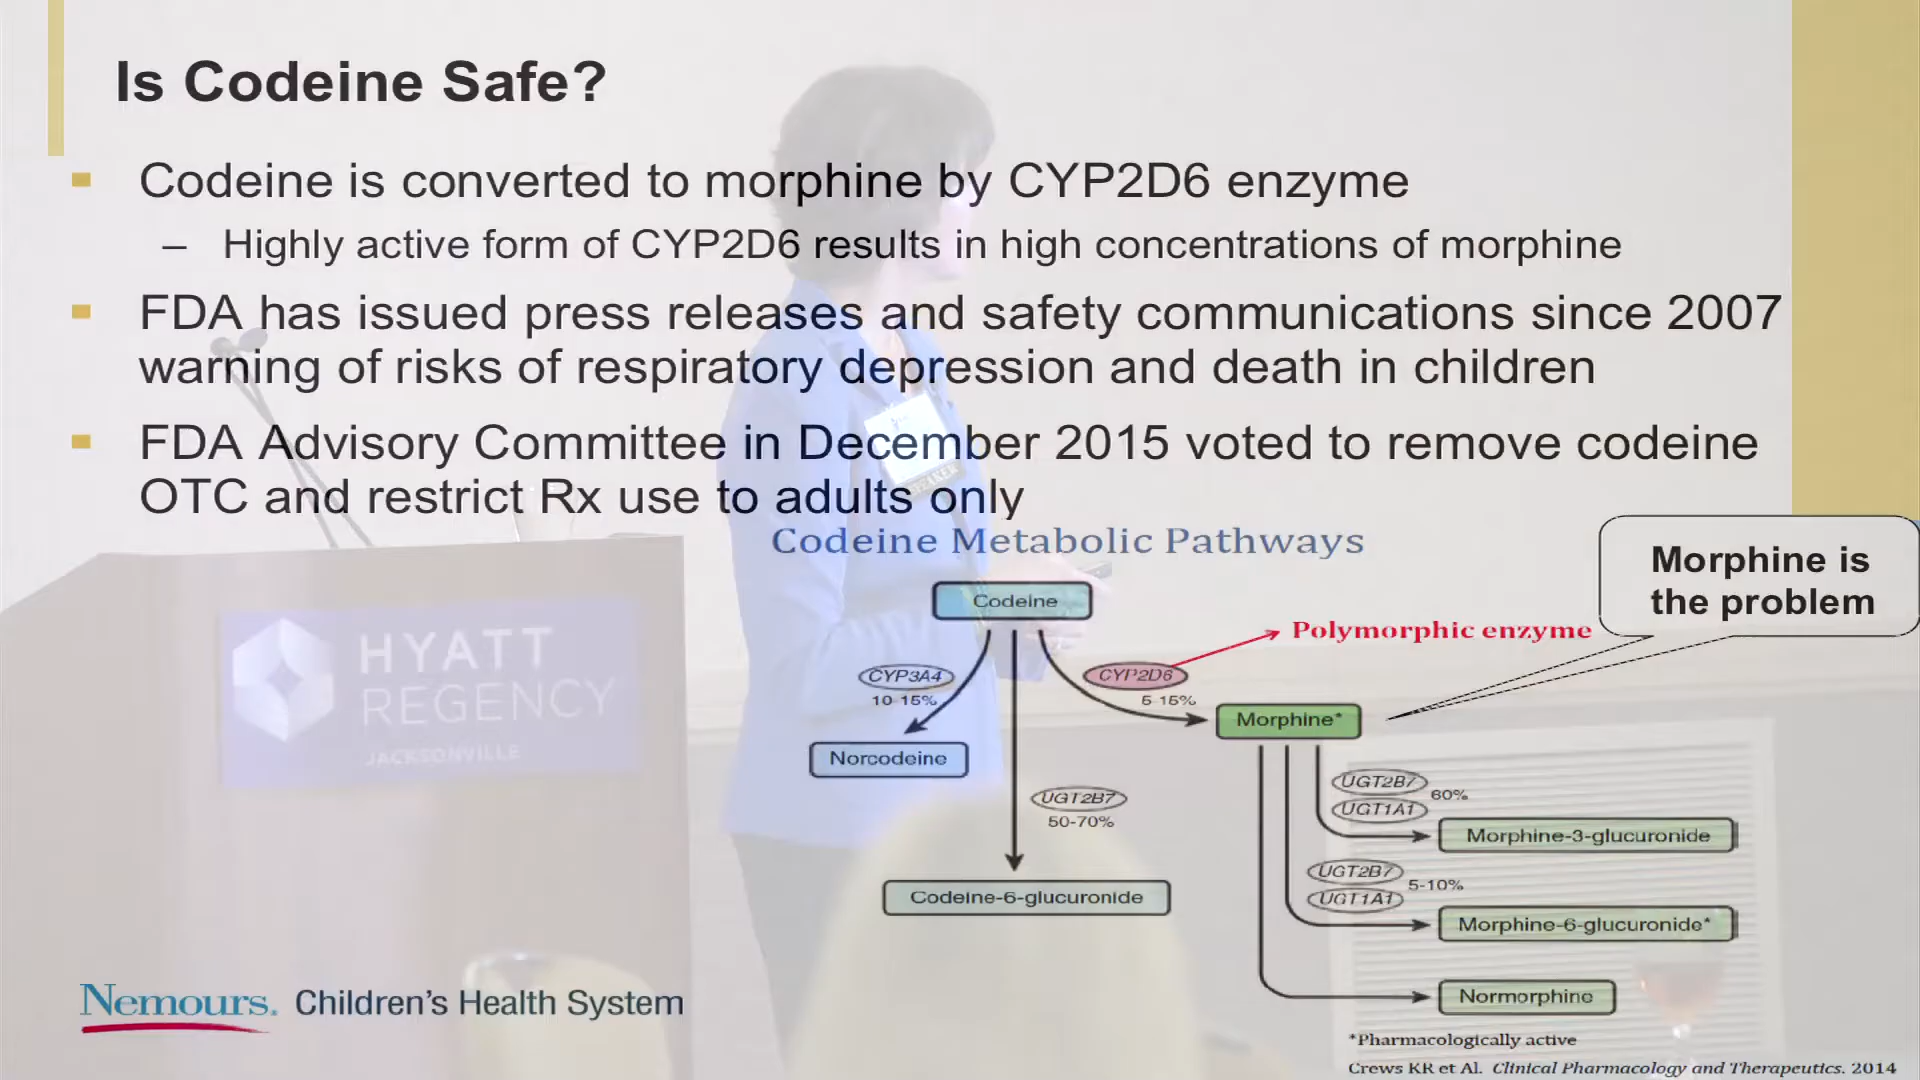 Is Codeine Safe?
Codeine is converted to morphine by CYP2D6 enzyme
– Highly active form of CYP2D6 results in high concentrations of morphine
FDA has issued press releases and safety communications since 2007
warning of risks of respiratory depression and death in children
FDA Advisory Committee in December 2015 voted to remove codeine
OTC and restrict Rx use to adults only
Codeine Metabolic Pathways
Morphine is
the problem
Codeine
Polymorphic enzyme
CYP3A4
10-15%
CYP2D6
5-15%
Morphine*
Norcodeine
UGT2B7
50-70%
UGT2B7
UGT1A1
60%
Morphine-3-glucuronide
UGT2B7
UGT1A1
5-10%
Codeine-6-glucuronide
Morphine-6-glucuronide*
Normorphine
*Pharmacologically active
Crews KR et Al. Clinical Pharmacology and Therapeutics. 2014
HYATT
REGENCY
JACKSONVILLE
SPEAKER
Nemours. Children's Health System